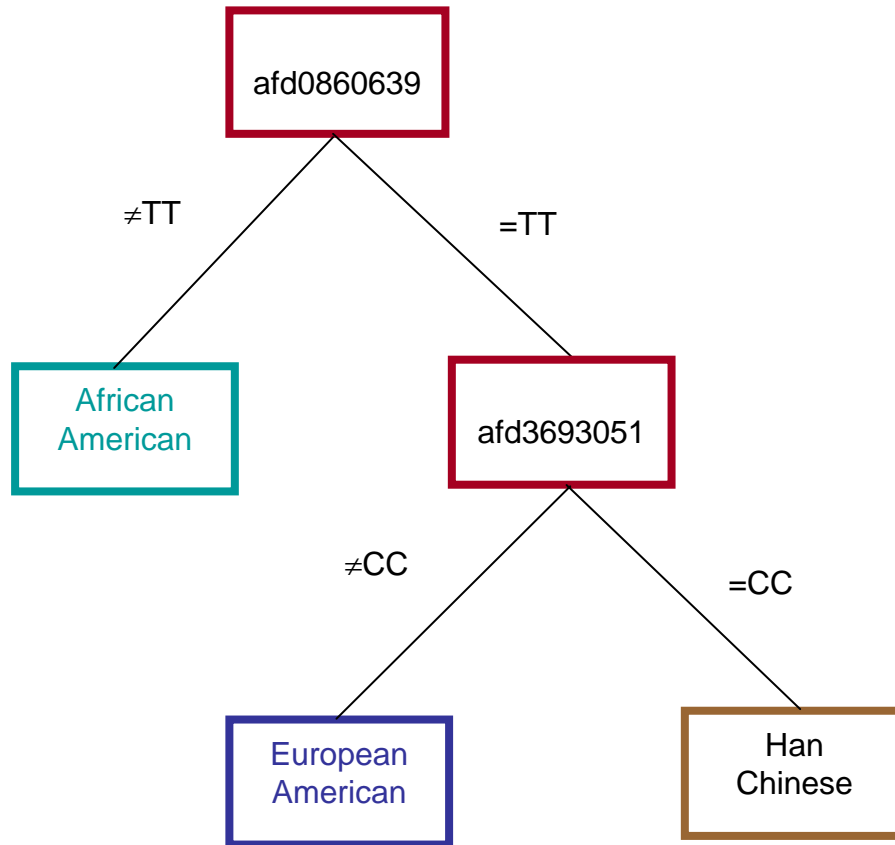 afd0860639
≠TT
=TT
African
American
afd3693051
≠CC
=CC
European
American
Han
Chinese